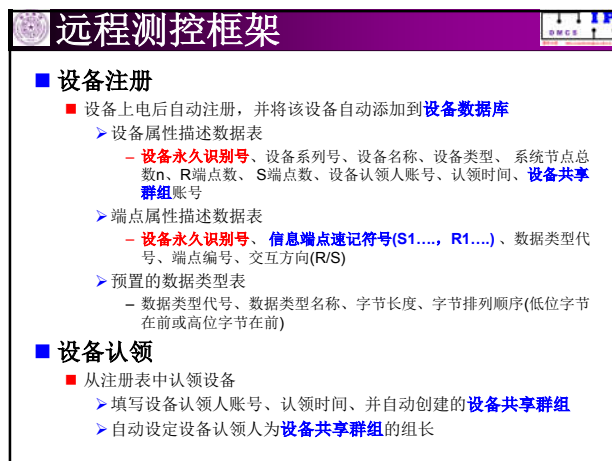 远程测控框架
DMCS
设备注册
设备上电后自动注册，并将该设备自动添加到设备数据库
设备属性描述数据表
– 设备永久识别号、设备系列号、设备名称、设备类型、 系统节点总
数n、R端点数、 S端点数、设备认领人账号、认领时间、设备共享
群组账号
端点属性描述数据表
– 设备永久识别号、 信息端点速记符号(S1....， R1....) 、数据类型代
号、端点编号、交互方向(R/S)
预置的数据类型表
– 数据类型代号、数据类型名称、字节长度、字节排列顺序(低位字节
在前或高位字节在前)
设备认领
从注册表中认领设备
填写设备认领人账号、认领时间、并自动创建的设备共享群组
自动设定设备认领人为设备共享群组的组长